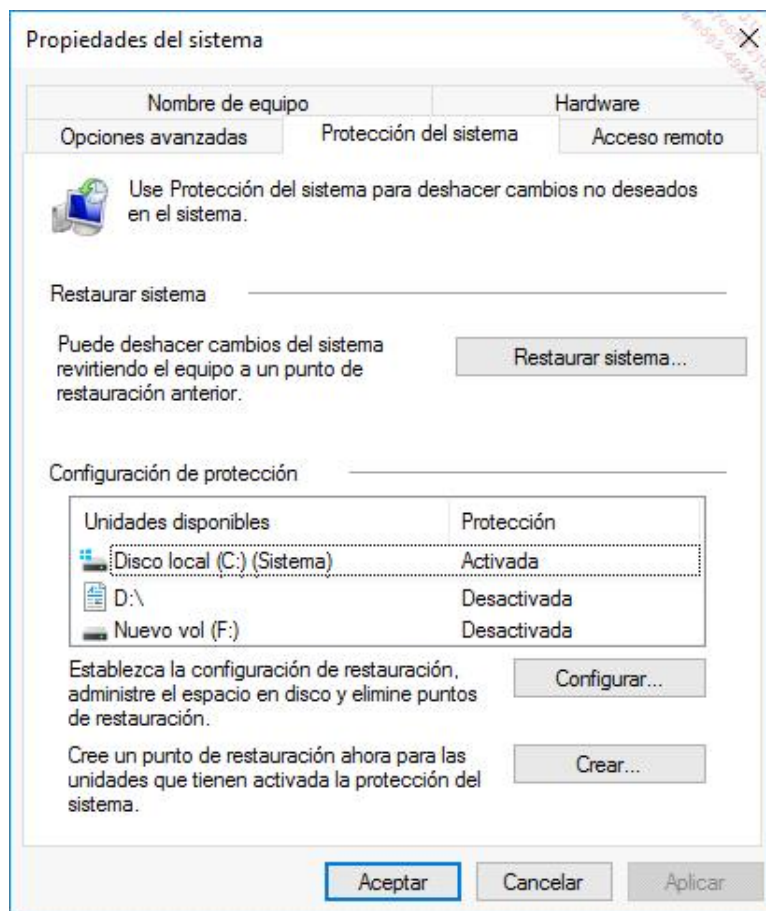 Propiedades del sistema
Nombre de equipo
Hardware
Opciones avanzadas
Protección del sistema
Acceso remoto
Use Protección del sistema para deshacer cambios no deseados
en el sistema.
Restaurar sistema
Puede deshacer cambios del sistema
revirtiendo el equipo a un punto de
restauración anterior.
Restaurar sistema...
Configuración de protección
Unidades disponibles
Protección
Disco local (C:) (Sistema)
Activada
D:\
Desactivada
Nuevo vol (F:)
Desactivada
Establezca la configuración de restauración,
administre el espacio en disco y elimine puntos
de restauración.
Configurar...
Cree un punto de restauración ahora para las
unidades que tienen activada la protección del
sistema.
Crear...
Aceptar
Cancelar
Aplicar